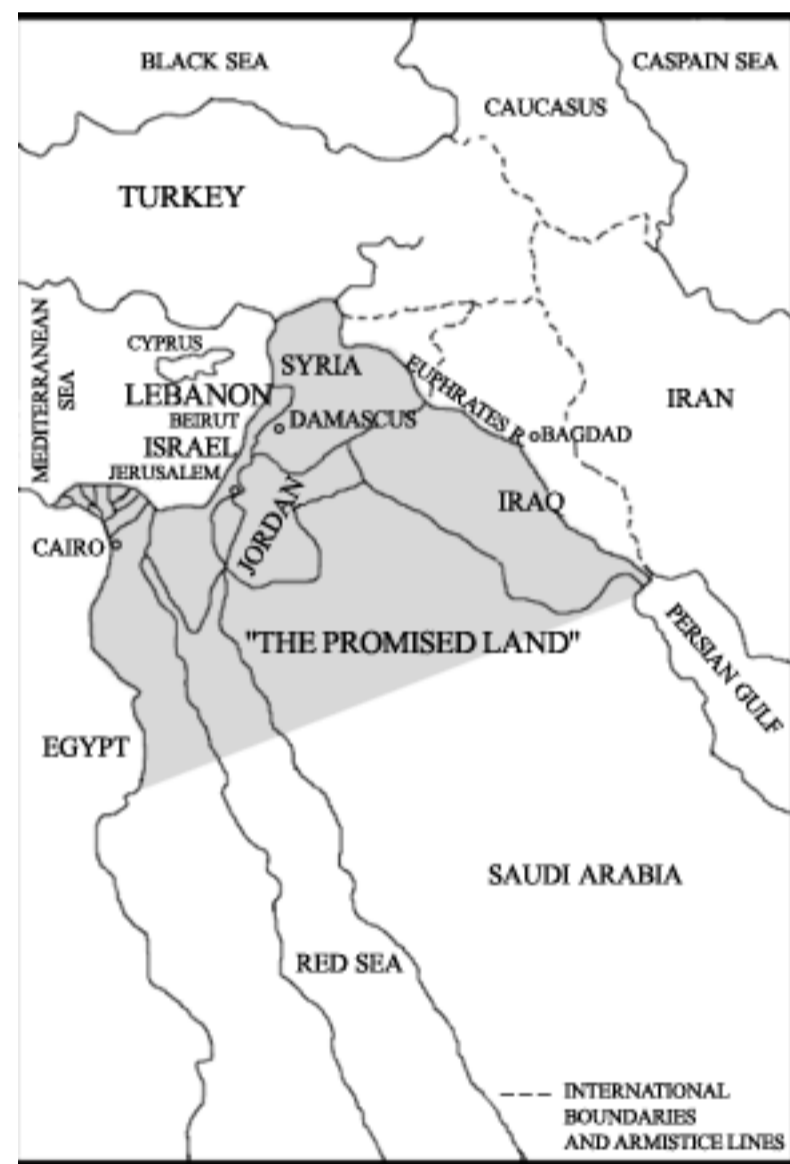 BLACK SEA
CASPAIN SEA
CAUCASUS
TURKEY
MEDITERRANEAN
SEA
CYPRUS
SYRIA
LEBANON
EUPHRATES R.
IRAN
BEIRUT
DAMASCUS
BAGDAD
ISRAEL
JERUSALEM
JORDAN
IRAQ
CAIRO
"THE PROMISED LAND"
PERSIAN GULF
EGYPT
SAUDI ARABIA
RED SEA
INTERNATIONAL
BOUNDARIES
AND ARMISTICE LINES